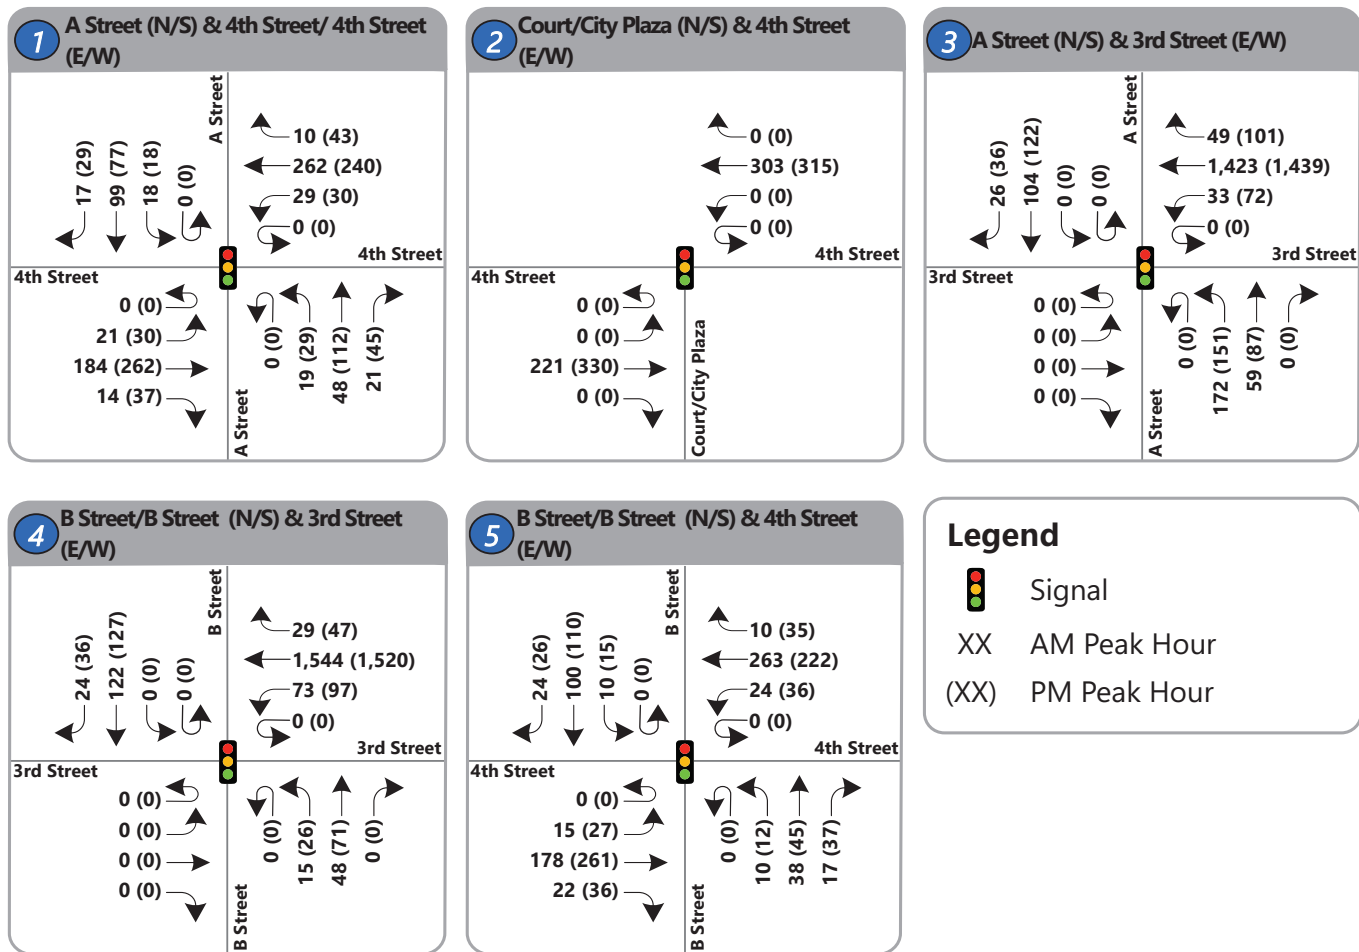 1
A Street (N/S) & 4th Street/ 4th Street
(E/W)
A Street
17 (29)
99 (77)
18 (18)
0 (0)
10 (43)
262 (240)
29 (30)
0 (0)
4th Street
4th Street
0 (0)
21 (30)
184 (262)
14 (37)
0 (0)
19 (29)
48 (112)
21 (45)
A Street
2
Court/City Plaza (N/S) & 4th Street
(E/W)
0 (0)
303 (315)
0 (0)
0 (0)
4th Street
4th Street
0 (0)
0 (0)
221 (330)
0 (0)
Court/City Plaza
3
A Street (N/S) & 3rd Street (E/W)
A Street
26 (36)
104 (122)
0 (0)
0 (0)
49 (101)
1,423 (1,439)
33 (72)
0 (0)
3rd Street
3rd Street
0 (0)
0 (0)
0 (0)
0 (0)
0 (0)
172 (151)
59 (87)
0 (0)
A Street
4
B Street/B Street (N/S) & 3rd Street
(E/W)
B Street
24 (36)
122 (127)
0 (0)
0 (0)
29 (47)
1,544 (1,520)
73 (97)
0 (0)
3rd Street
3rd Street
0 (0)
0 (0)
0 (0)
0 (0)
0 (0)
15 (26)
48 (71)
0 (0)
B Street
5
B Street/B Street (N/S) & 4th Street
(E/W)
B Street
24 (26)
100 (110)
10 (15)
0 (0)
10 (35)
263 (222)
24 (36)
0 (0)
4th Street
4th Street
0 (0)
15 (27)
178 (261)
22 (36)
0 (0)
10 (12)
38 (45)
17 (37)
B Street
Legend
Signal
XX AM Peak Hour
(XX) PM Peak Hour